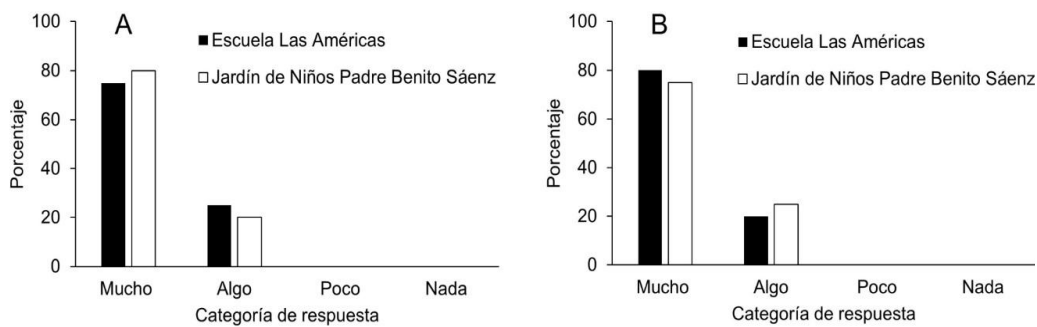 A
■ Escuela Las Américas
□ Jardín de Niños Padre Benito Sáenz
Porcentaje
100
80
60
40
20
0
Mucho Algo Poco Nada
Categoría de respuesta
B
■ Escuela Las Américas
□ Jardín de Niños Padre Benito Sáenz
Porcentaje
100
80
60
40
20
0
Mucho Algo Poco Nada
Categoría de respuesta